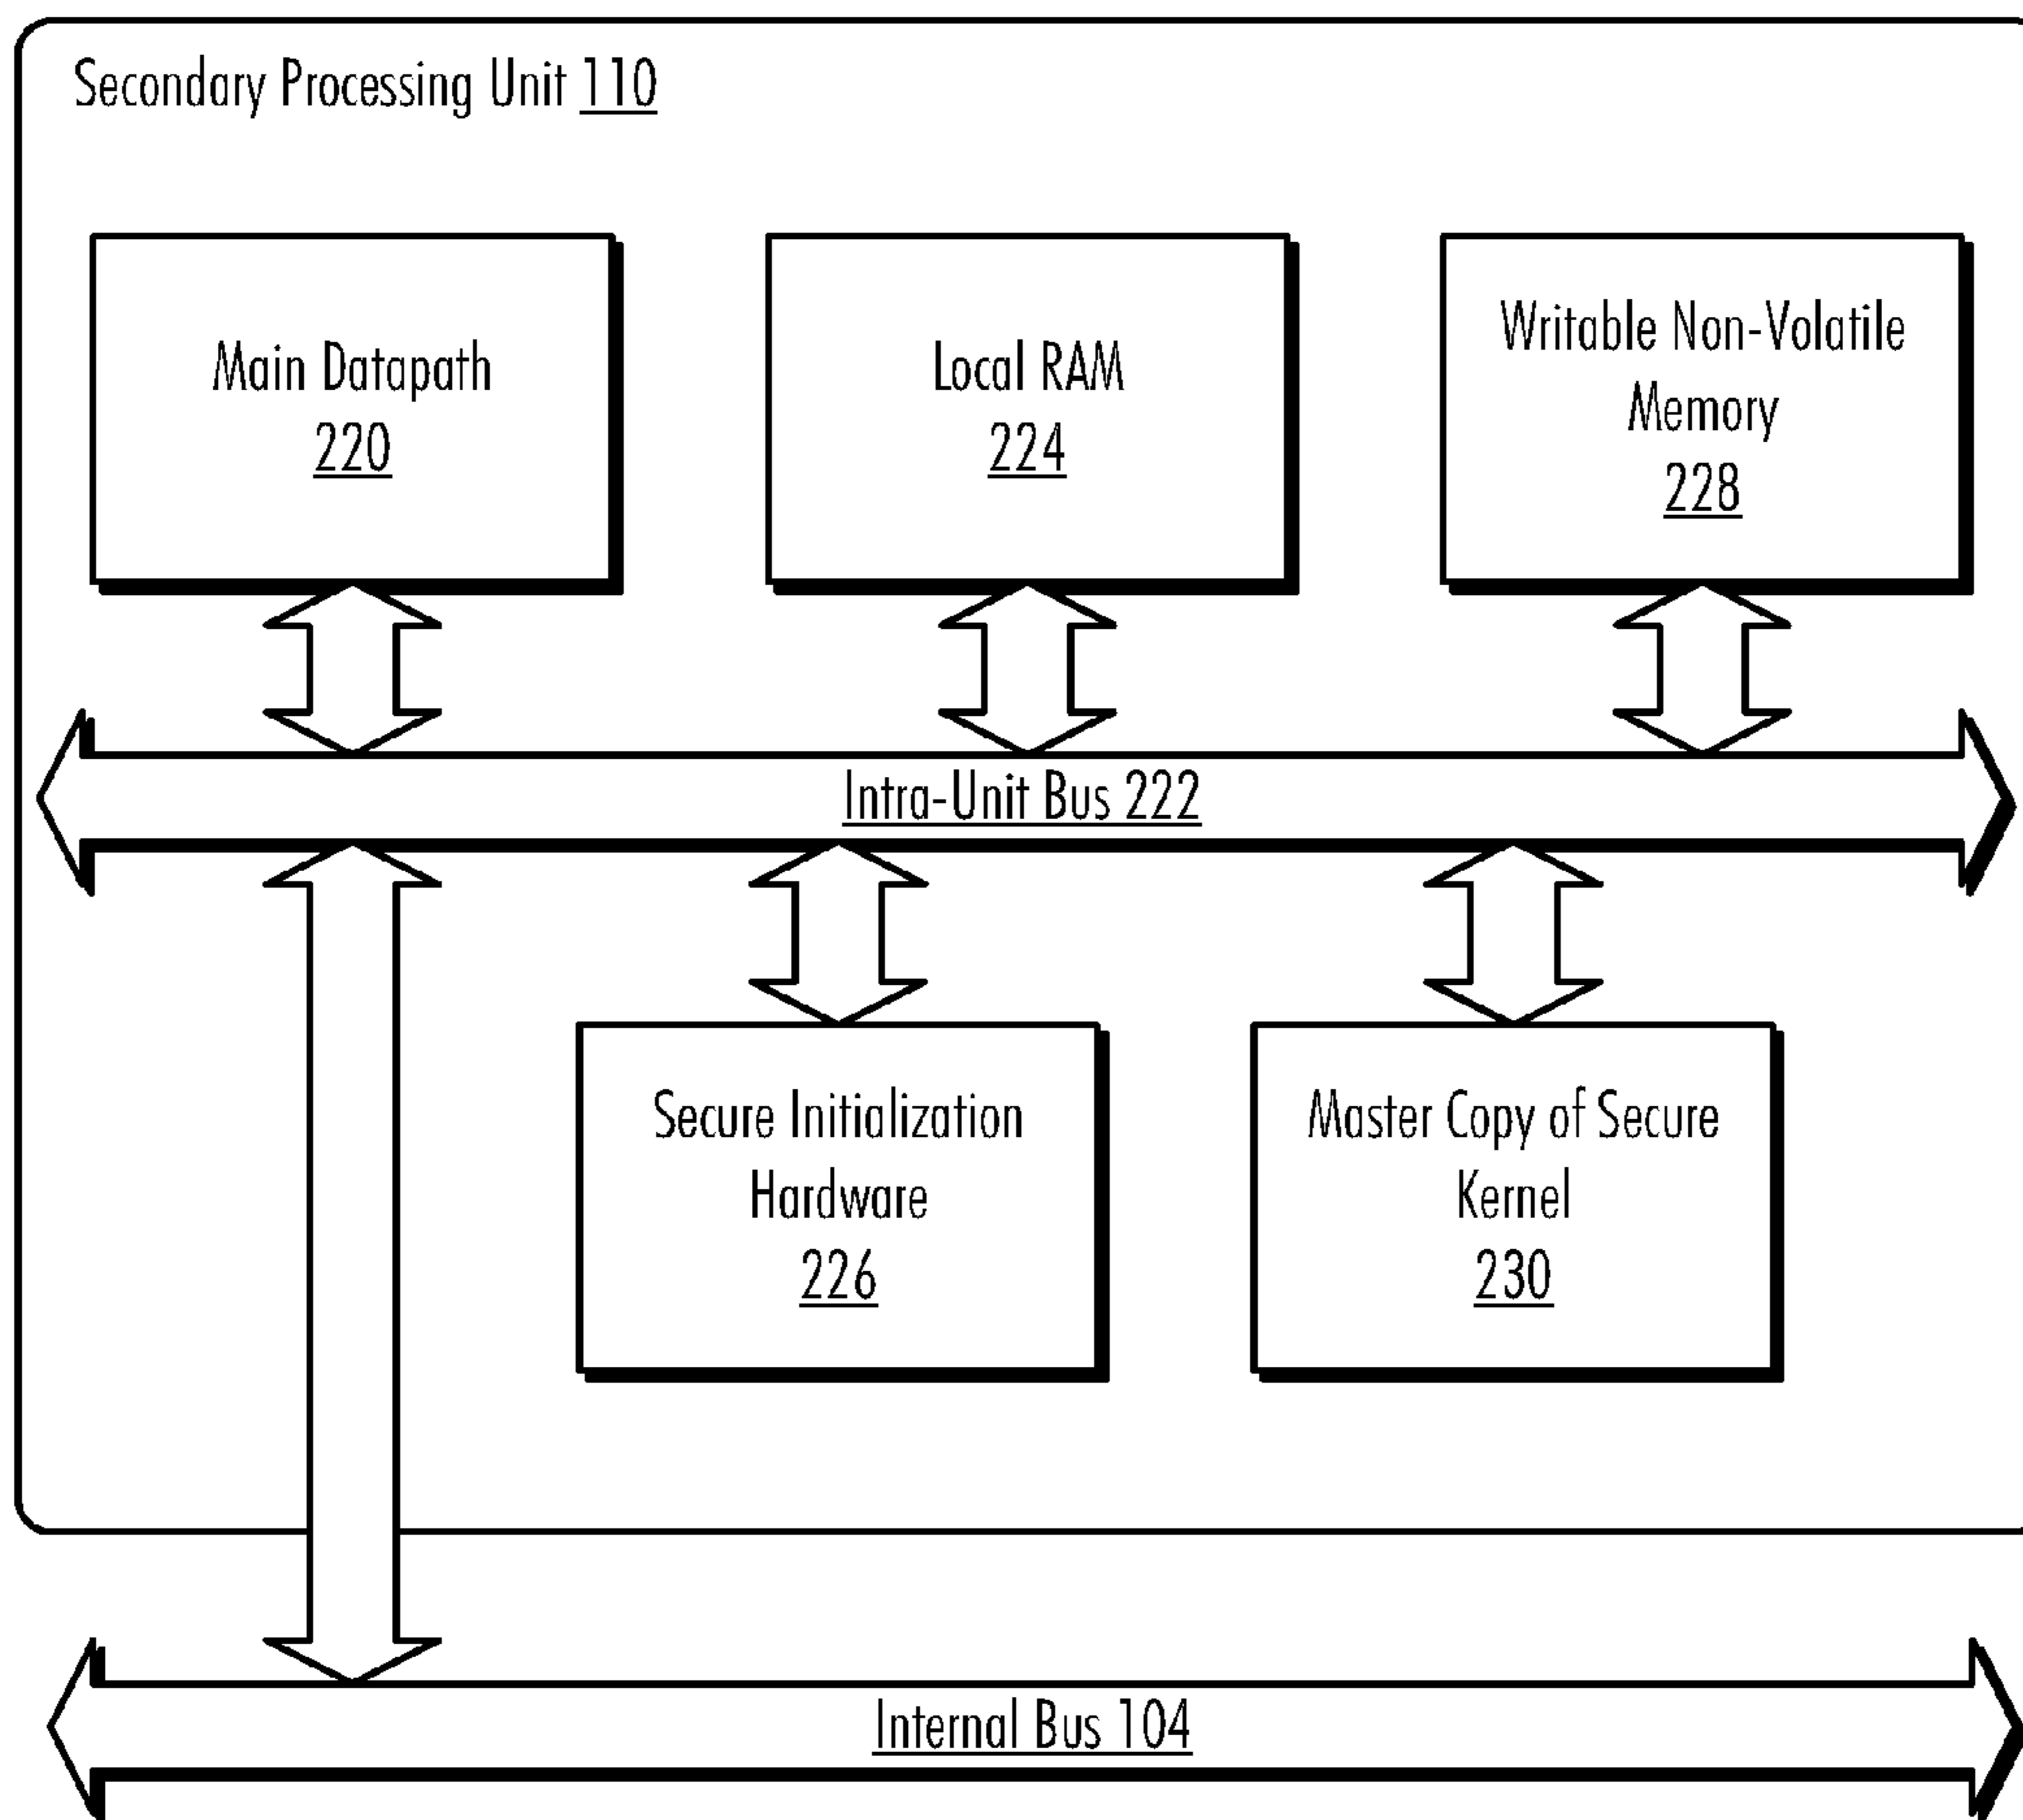 Secondary Processing Unit 110
Main Datapath
220
Local RAM
224
Writable Non-Volatile
Memory
228
Intra-Unit Bus 222
Secure Initialization
Hardware
226
Master Copy of Secure
Kernel
230
Internal Bus 104